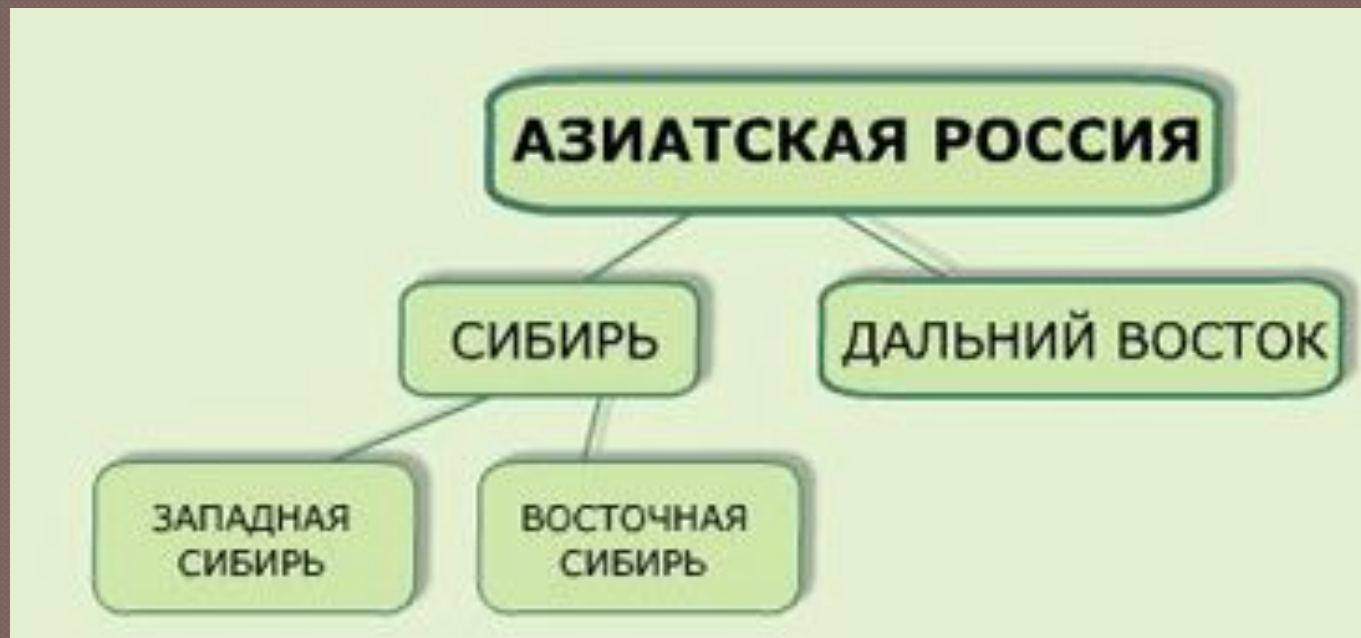 АЗИАТСКАЯ РОССИЯ
СИБИРЬ
ДАЛЬНИЙ ВОСТОК
ЗАПАДНАЯ
СИБИРЬ
ВОСТОЧНАЯ
СИБИРЬ